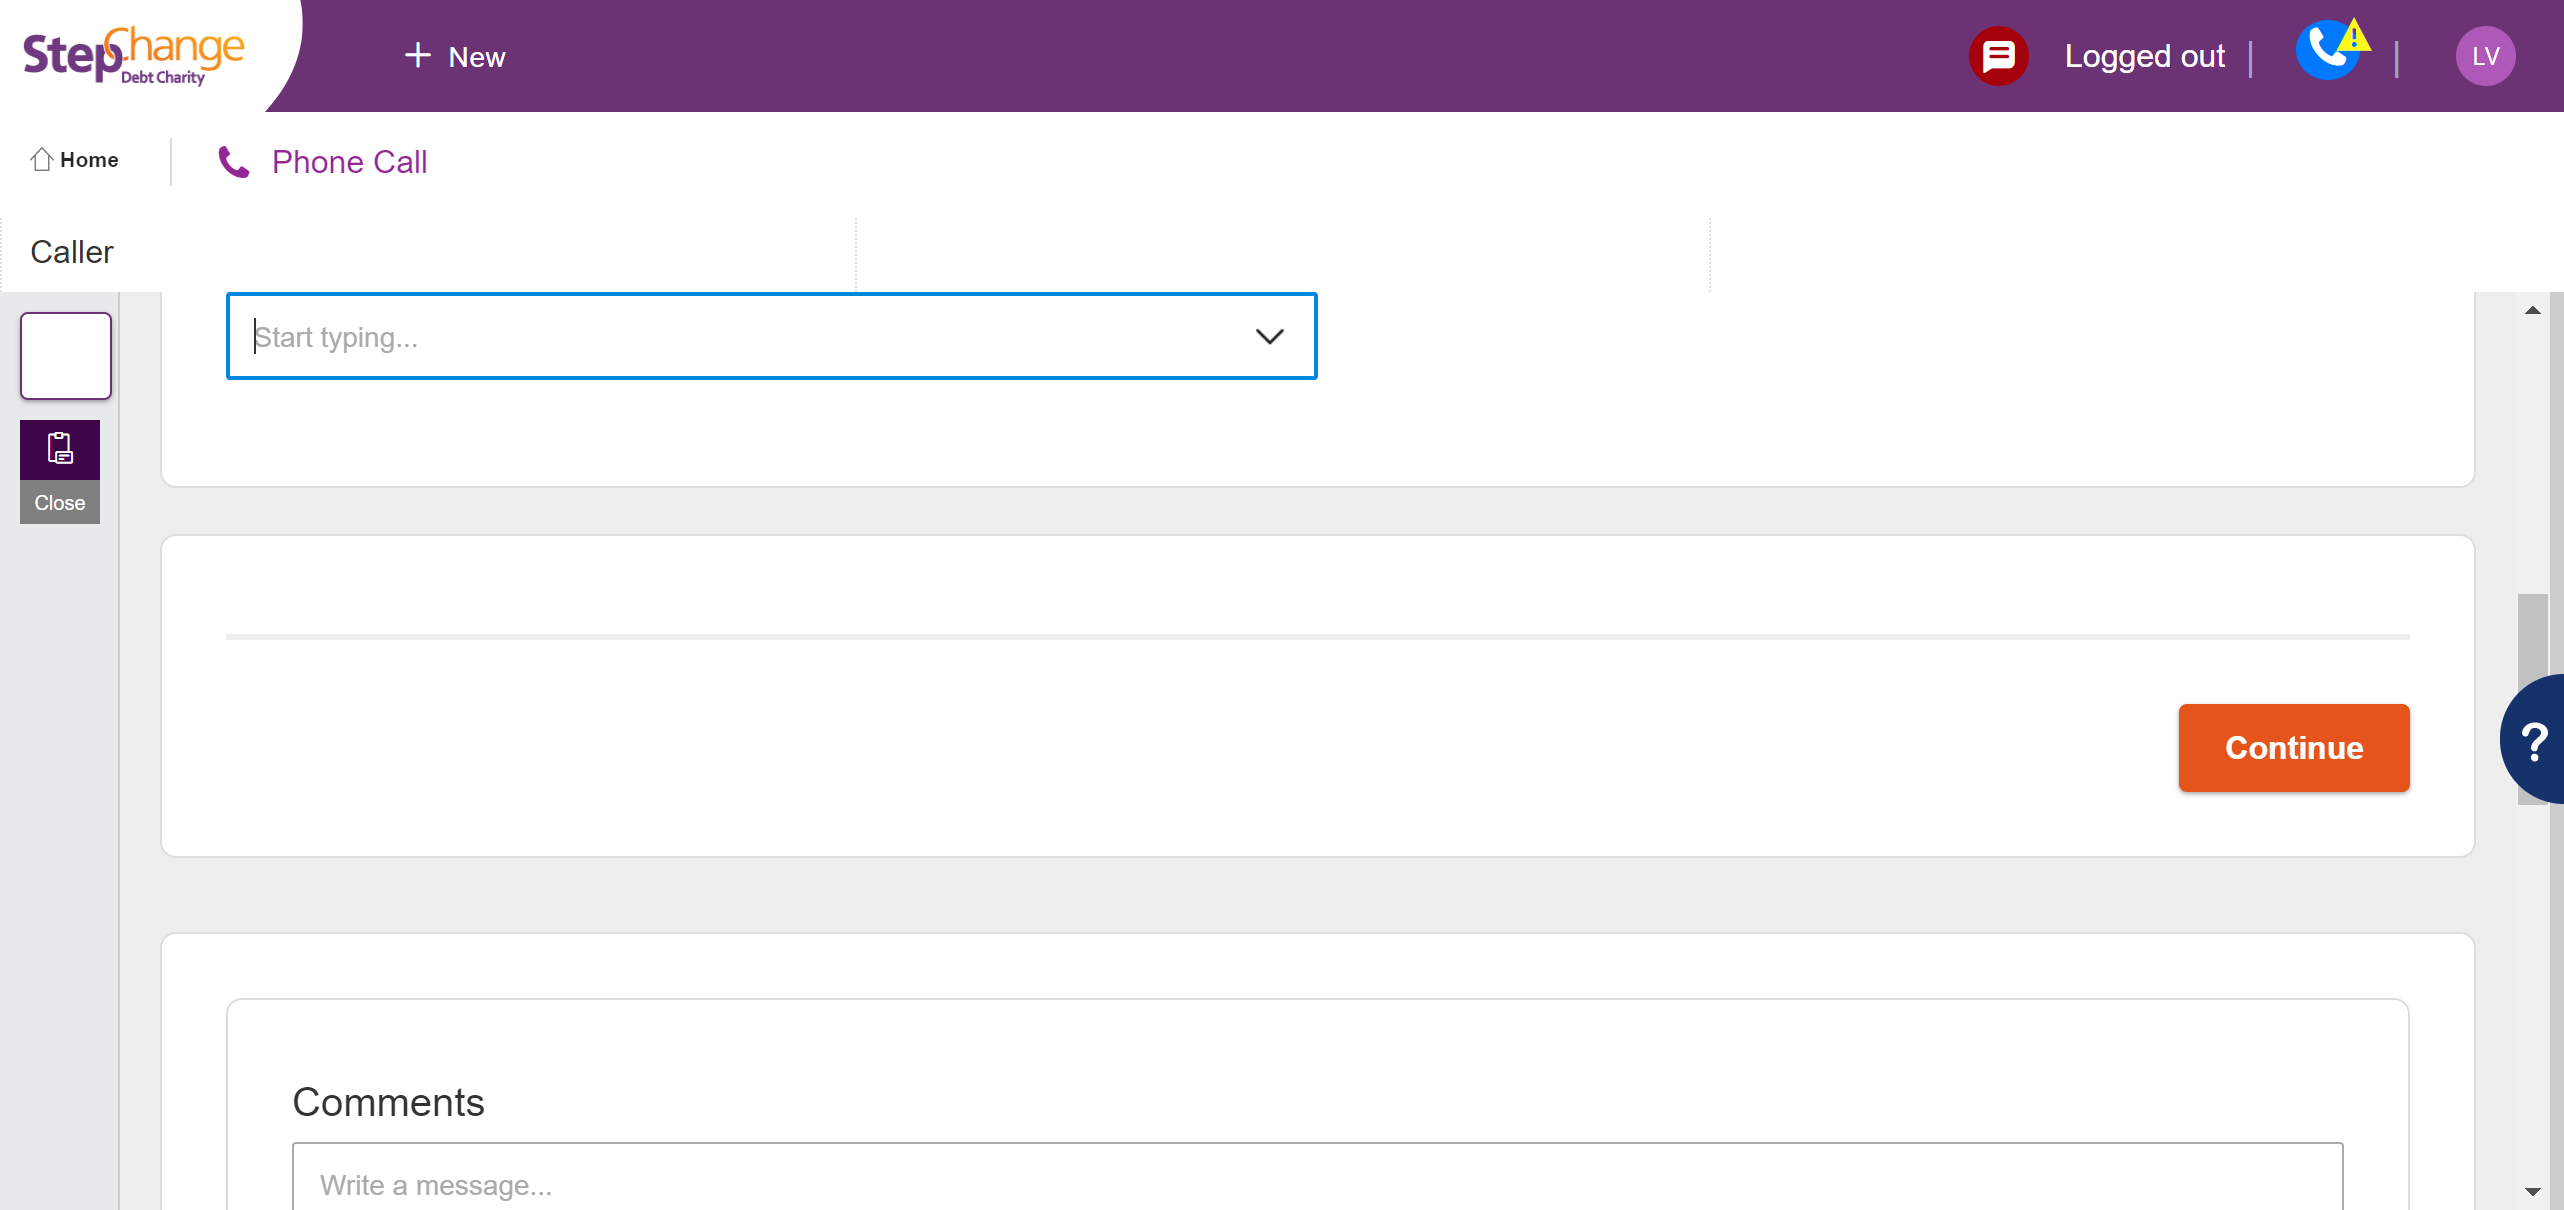 StepChange
Debt Charity
+ New
Logged out
LV
Home
Phone Call
Caller
Start typing...
Close
Continue
?
Comments
Write a message...